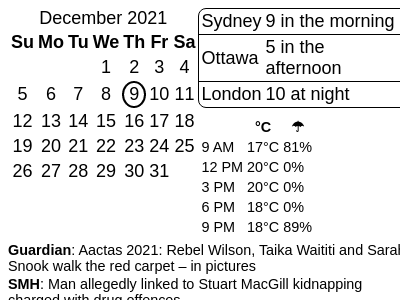 December 2021
Su Mo Tu We Th Fr Sa
1 2 3 4
5 6 7 8 9 10 11
12 13 14 15 16 17 18
19 20 21 22 23 24 25
26 27 28 29 30 31
Sydney 9 in the morning
Ottawa 5 in the
afternoon
London 10 at night
°C ☂
9 AM 17°C 81%
12 PM 20°C 0%
3 PM 20°C 0%
6 PM 18°C 0%
9 PM 18°C 89%
Guardian: Aactas 2021: Rebel Wilson, Taika Waititi and Sarah
Snook walk the red carpet – in pictures
SMH: Man allegedly linked to Stuart MacGill kidnapping
charged with drug offences